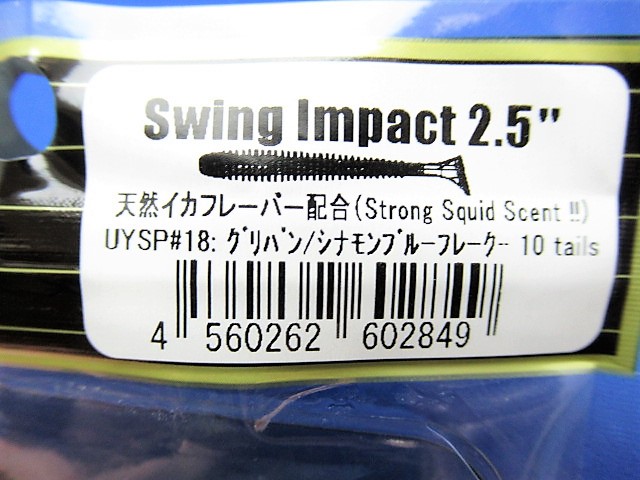 Swing Impact 2.5"
天然イカフレーバー配合(Strong Squid Scent !!)
UYSP#18: グリパン/シナモンブルーフレーク 10 tails
4 560262 602849